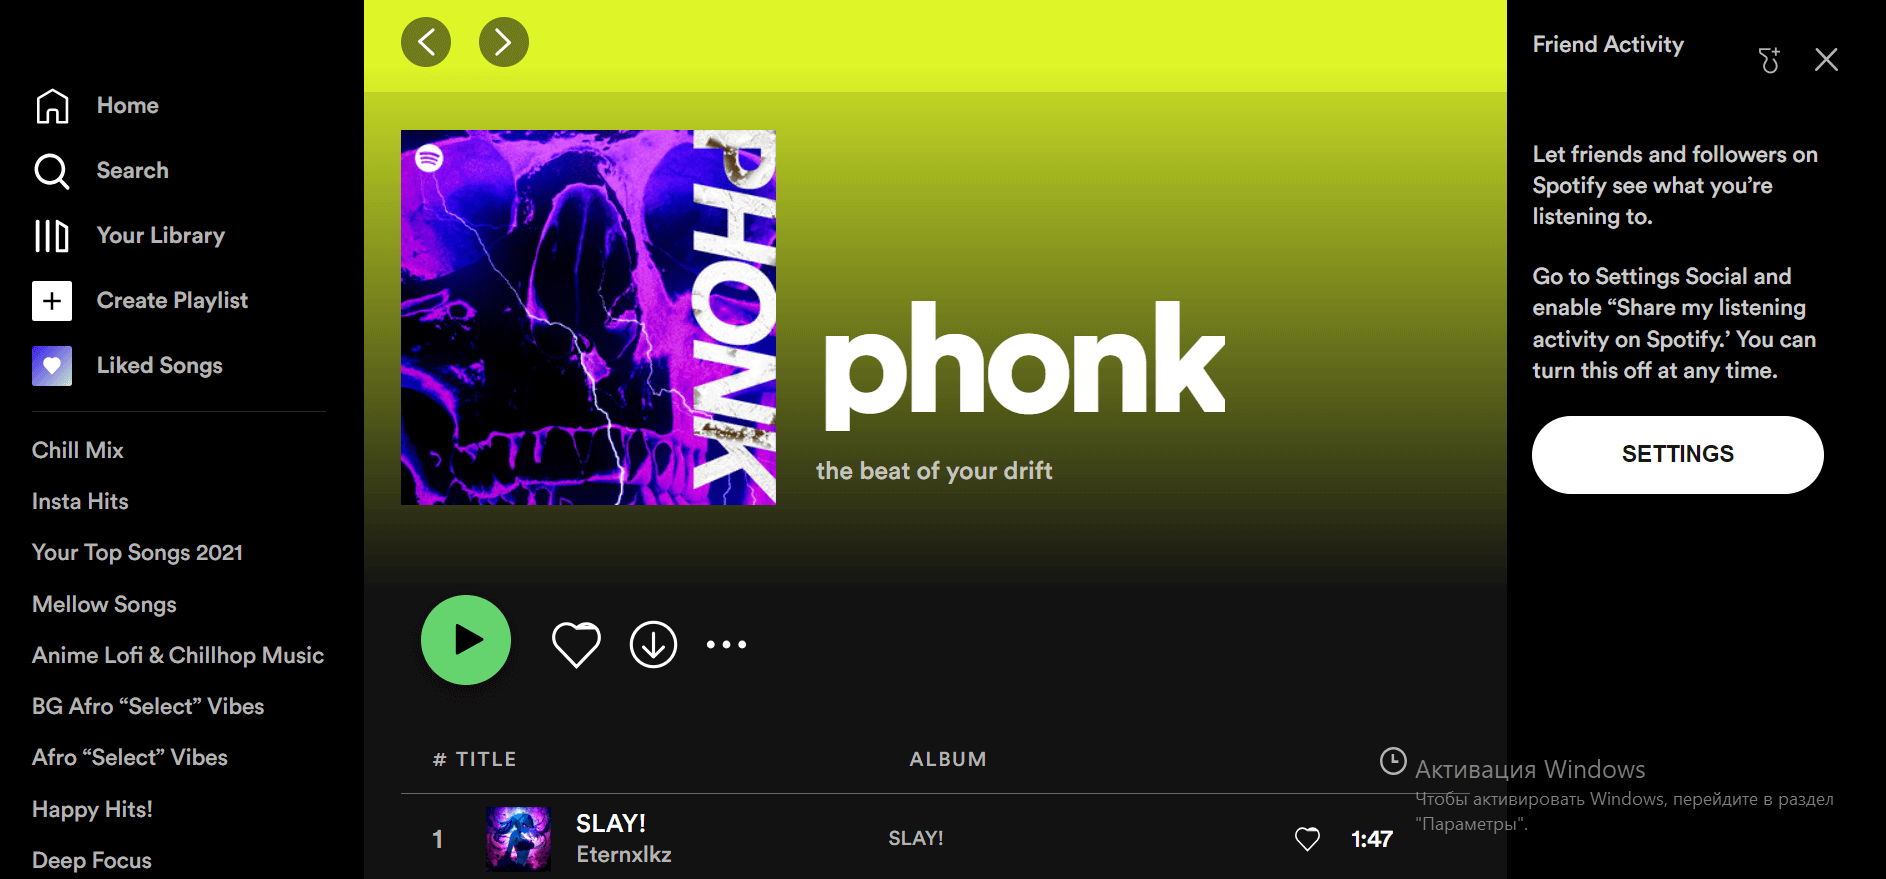 Home
Search
Your Library
Create Playlist
Liked Songs
Chill Mix
Insta Hits
Your Top Songs 2021
Mellow Songs
Anime Lofi & Chillhop Music
BG Afro “Select” Vibes
Afro “Select” Vibes
Happy Hits!
Deep Focus
PHONK
phonk
the beat of your drift
# TITLE
ALBUM
1
SLAY!
Eternxlkz
SLAY!
1:47
Friend Activity
Let friends and followers on
Spotify see what you’re
listening to.
Go to Settings Social and
enable “Share my listening
activity on Spotify.’ You can
turn this off at any time.
SETTINGS
Активация Windows
Чтобы активировать Windows, перейдите в раздел
"Параметры".